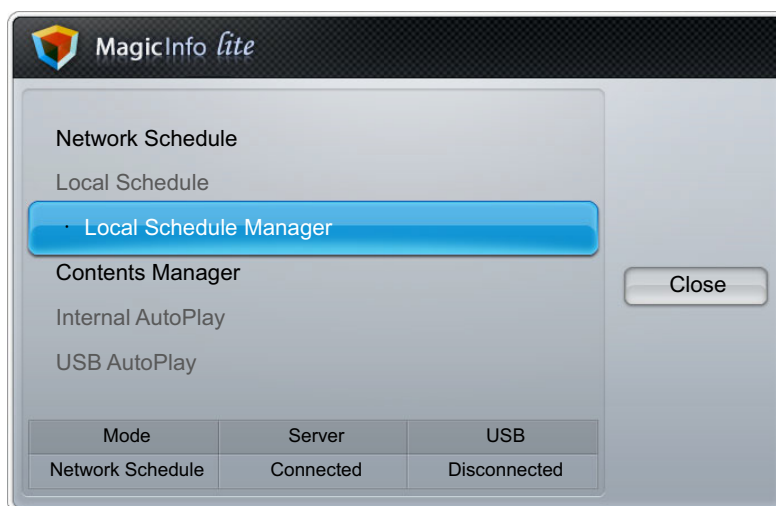 MagicInfo lite
Network Schedule
Local Schedule
· Local Schedule Manager
Contents Manager
Close
Internal AutoPlay
USB AutoPlay
Mode Server USB
Network Schedule Connected Disconnected